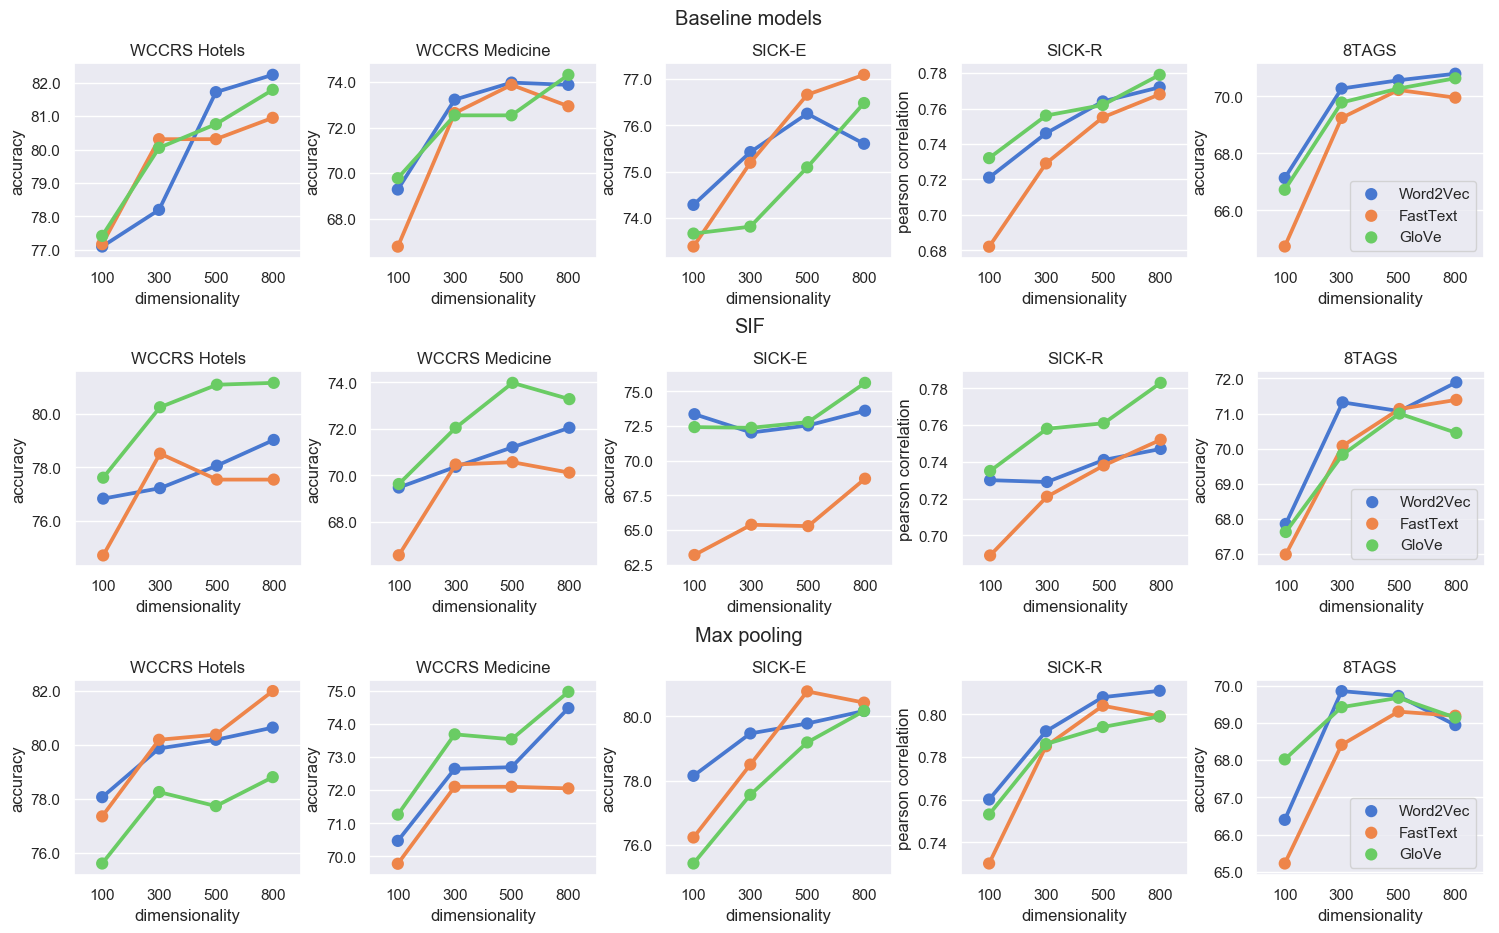 Baseline models
WCCRS Hotels
accuracy
82.0
81.0
80.0
79.0
78.0
77.0
100 300 500 800
dimensionality
WCCRS Medicine
accuracy
74.0
72.0
70.0
68.0
100 300 500 800
dimensionality
SICK-E
accuracy
77.0
76.0
75.0
74.0
100 300 500 800
dimensionality
SICK-R
pearson correlation
0.78
0.76
0.74
0.72
0.70
0.68
100 300 500 800
dimensionality
8TAGS
accuracy
70.0
68.0
66.0
Word2Vec
FastText
GloVe
100 300 500 800
dimensionality
SIF
WCCRS Hotels
accuracy
80.0
78.0
76.0
100 300 500 800
dimensionality
WCCRS Medicine
accuracy
74.0
72.0
70.0
68.0
100 300 500 800
dimensionality
SICK-E
accuracy
75.0
72.5
70.0
67.5
65.0
62.5
100 300 500 800
dimensionality
SICK-R
pearson correlation
0.78
0.76
0.74
0.72
0.70
100 300 500 800
dimensionality
8TAGS
accuracy
72.0
71.0
70.0
69.0
68.0
67.0
Word2Vec
FastText
GloVe
100 300 500 800
dimensionality
Max pooling
WCCRS Hotels
accuracy
82.0
80.0
78.0
76.0
100 300 500 800
dimensionality
WCCRS Medicine
accuracy
75.0
74.0
73.0
72.0
71.0
70.0
100 300 500 800
dimensionality
SICK-E
accuracy
80.0
78.0
76.0
100 300 500 800
dimensionality
SICK-R
pearson correlation
0.80
0.78
0.76
0.74
100 300 500 800
dimensionality
8TAGS
accuracy
70.0
69.0
68.0
67.0
66.0
65.0
Word2Vec
FastText
GloVe
100 300 500 800
dimensionality